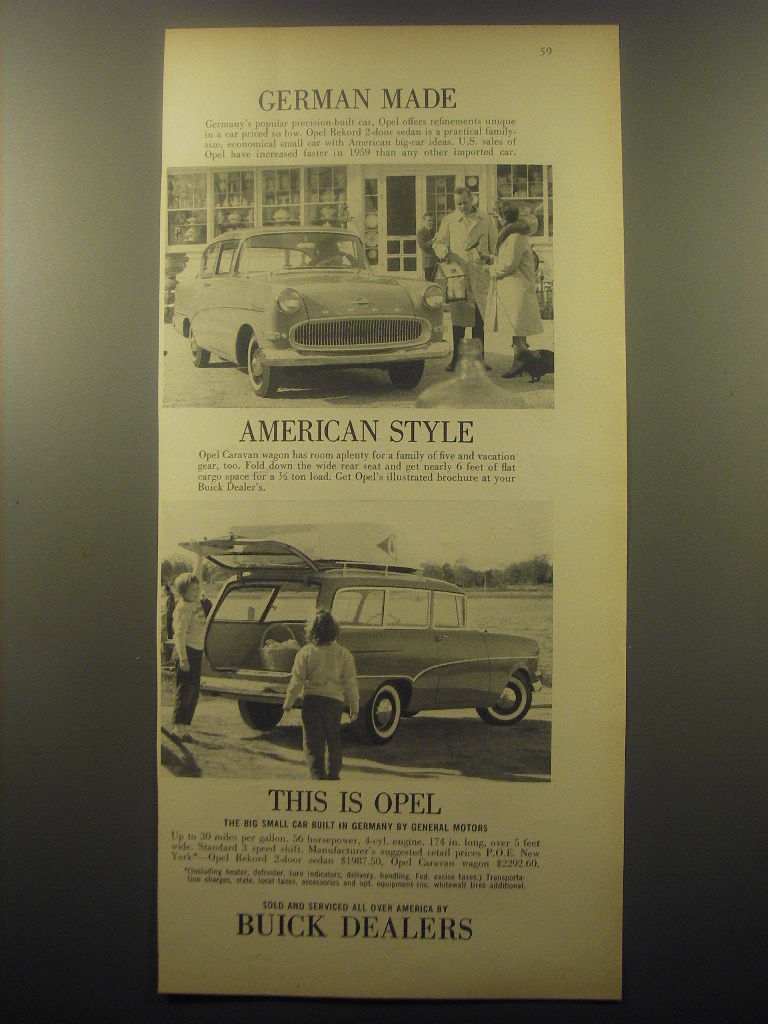 59
GERMAN MADE
Germany's popular precision-built car, Opel offers refinements unique
in a car priced so low. Opel Rekord 2-door sedan is a practical family-
size, economical small car with American big-car ideas. U.S. sales of
Opel have increased faster in 1959 than any other imported car.
OPEL
AMERICAN STYLE
Opel Caravan wagon has room aplenty for a family of five and vacation
gear, too. Fold down the wide rear seat and get nearly 6 feet of flat
cargo space for a ½ ton load. Get Opel's illustrated brochure at your
Buick Dealer's.
THIS IS OPEL
THE BIG SMALL CAR BUILT IN GERMANY BY GENERAL MOTORS
Up to 30 miles per gallon. 56 horsepower, 4-cyl. engine. 174 in. long, over 5 feet
wide. Standard 3 speed shift. Manufacturer's suggested retail prices P.O.E. New
York*—Opel Rekord 2-door sedan $1987.50, Opel Caravan wagon $2292.60.
*(Including heater, defroster, turn indicators, delivery, handling, Fed. excise taxes.) Transporta-
tion charges, state, local taxes, accessories and opt. equipment inc. whitewall tires additional.
SOLD AND SERVICED ALL OVER AMERICA BY
BUICK DEALERS